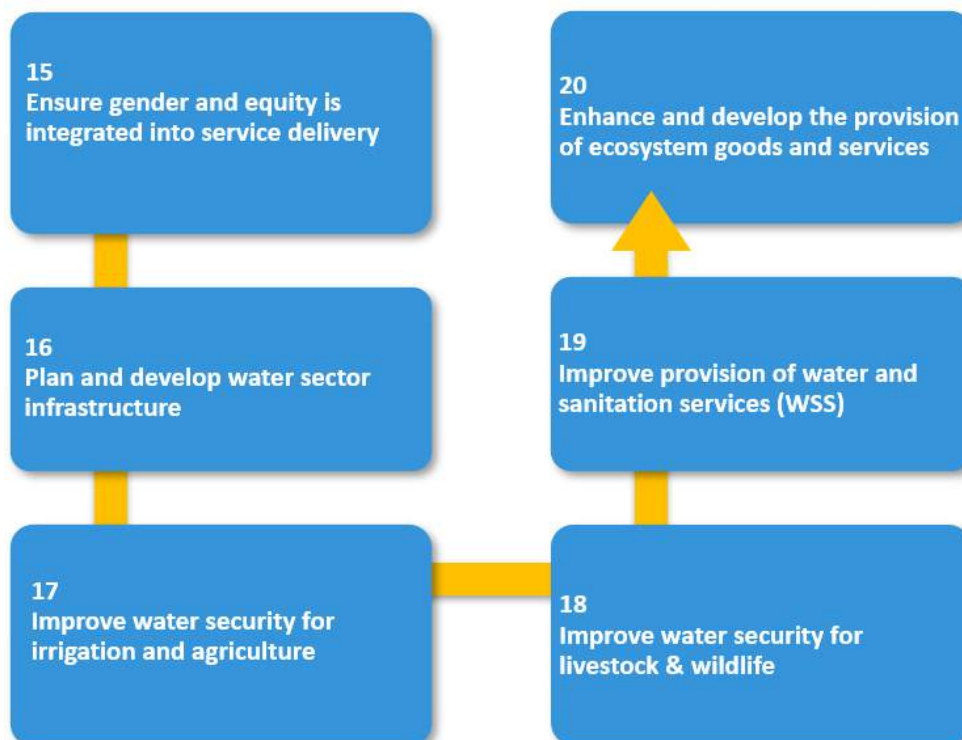 15
Ensure gender and equity is
integrated into service delivery
16
Plan and develop water sector
infrastructure
17
Improve water security for
irrigation and agriculture
18
Improve water security for
livestock & wildlife
19
Improve provision of water and
sanitation services (WSS)
20
Enhance and develop the provision
of ecosystem goods and services